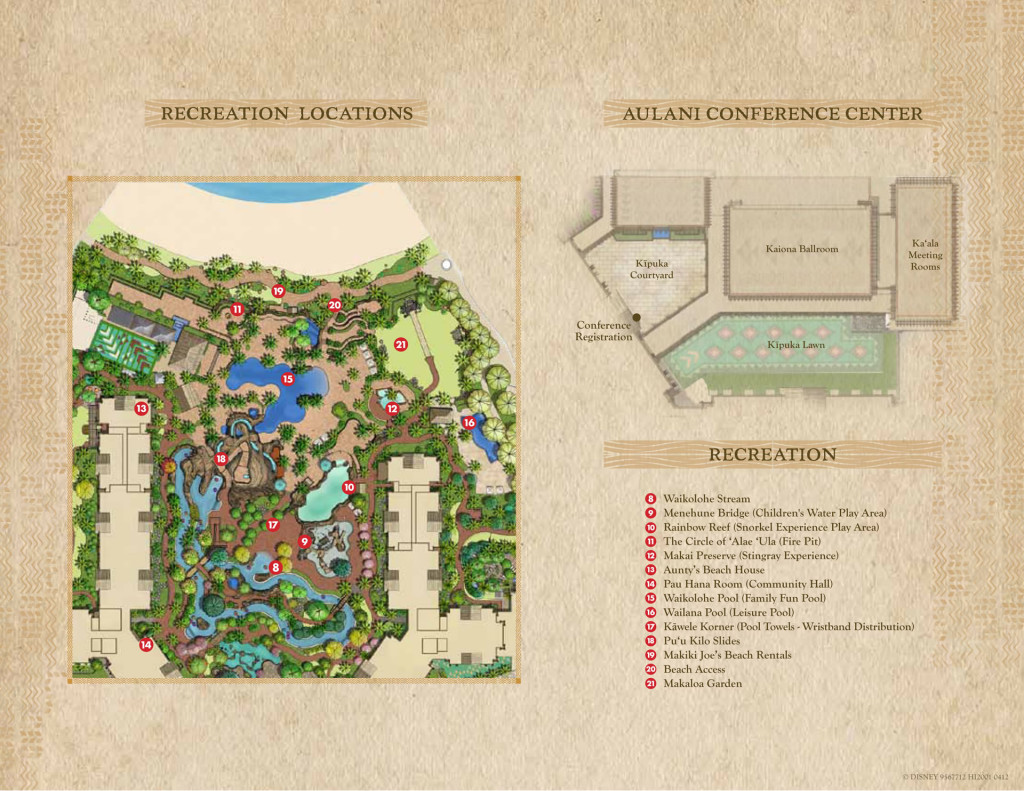 RECREATION LOCATIONS
19
11
20
21
15
12
13
16
18
10
17
9
8
14
AULANI CONFERENCE CENTER
Kīpuka
Courtyard
Kaiona Ballroom
Ka‘ala
Meeting
Rooms
Conference
Registration
Kīpuka Lawn
RECREATION
8 Waikolohe Stream
9 Menehune Bridge (Children's Water Play Area)
10 Rainbow Reef (Snorkel Experience Play Area)
11 The Circle of ‘Alae ‘Ula (Fire Pit)
12 Makai Preserve (Stingray Experience)
13 Aunty's Beach House
14 Pau Hana Room (Community Hall)
15 Waikolohe Pool (Family Fun Pool)
16 Wailana Pool (Leisure Pool)
17 Kāwele Korner (Pool Towels - Wristband Distribution)
18 Pu‘u Kilo Slides
19 Makiki Joe's Beach Rentals
20 Beach Access
21 Makaloa Garden
© DISNEY 9367712 HI2001 0412